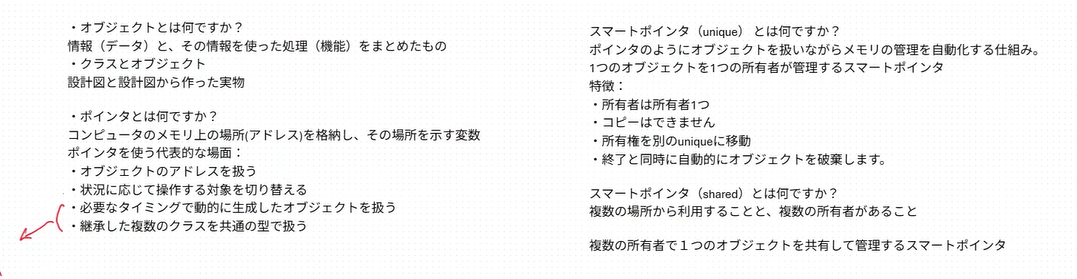 ・オブジェクトとは何ですか？
情報（データ）と、その情報を使った処理（機能）をまとめたもの
・クラスとオブジェクト
設計図と設計図から作った実物
・ポインタとは何ですか？
コンピュータのメモリ上の場所(アドレス)を格納し、その場所を示す変数
ポインタを使う代表的な場面：
・オブジェクトのアドレスを扱う
・状況に応じて操作する対象を切り替える
・必要なタイミングで動的に生成したオブジェクトを扱う
・継承した複数のクラスを共通の型で扱う
スマートポインタ（unique） とは何ですか？
ポインタのようにオブジェクトを扱いながらメモリの管理を自動化する仕組み。
1つのオブジェクトを1つの所有者が管理するスマートポインタ
特徴：
・所有者は所有者1つ
・コピーはできません
・所有権を別のuniqueに移動
・終了と同時に自動的にオブジェクトを破棄します。
スマートポインタ（shared）とは何ですか？
複数の場所から利用することと、複数の所有者があること
複数の所有者で１つのオブジェクトを共有して管理するスマートポインタ